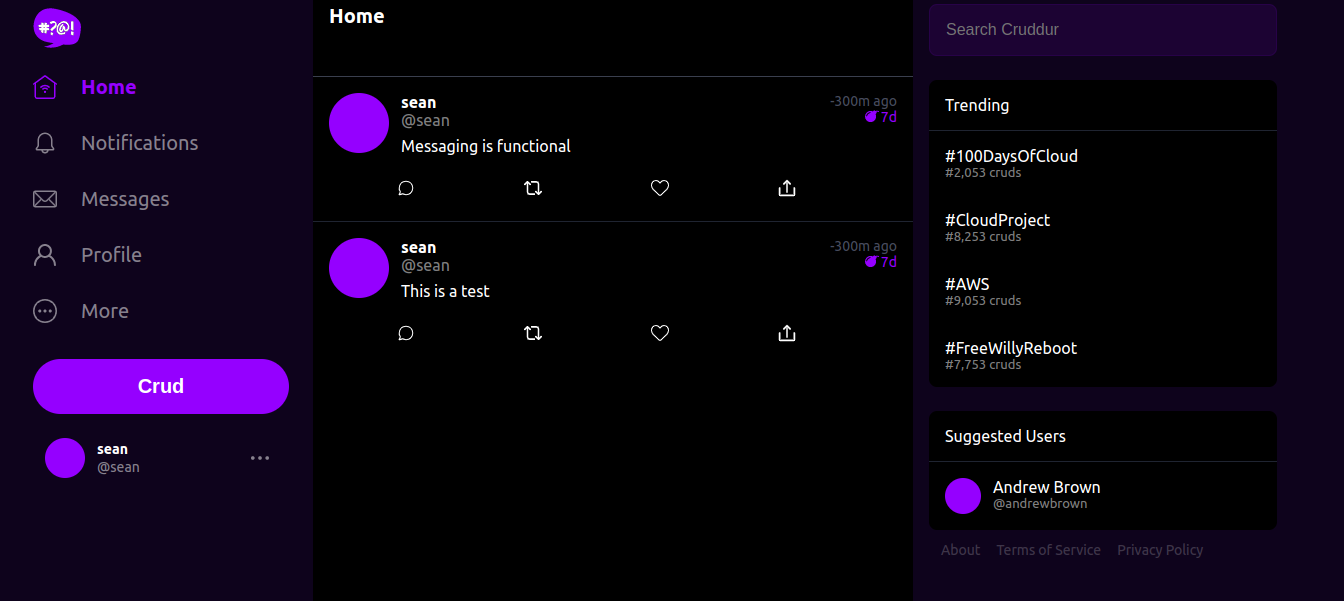 #?@!
Home
Notifications
Messages
Profile
More
Crud
sean
@sean
Home
sean
@sean
-300m ago
7d
Messaging is functional
sean
@sean
-300m ago
7d
This is a test
Search Cruddur
Trending
#100DaysOfCloud
#2,053 cruds
#CloudProject
#8,253 cruds
#AWS
#9,053 cruds
#FreeWillyReboot
#7,753 cruds
Suggested Users
Andrew Brown
@andrewbrown
About Terms of Service Privacy Policy